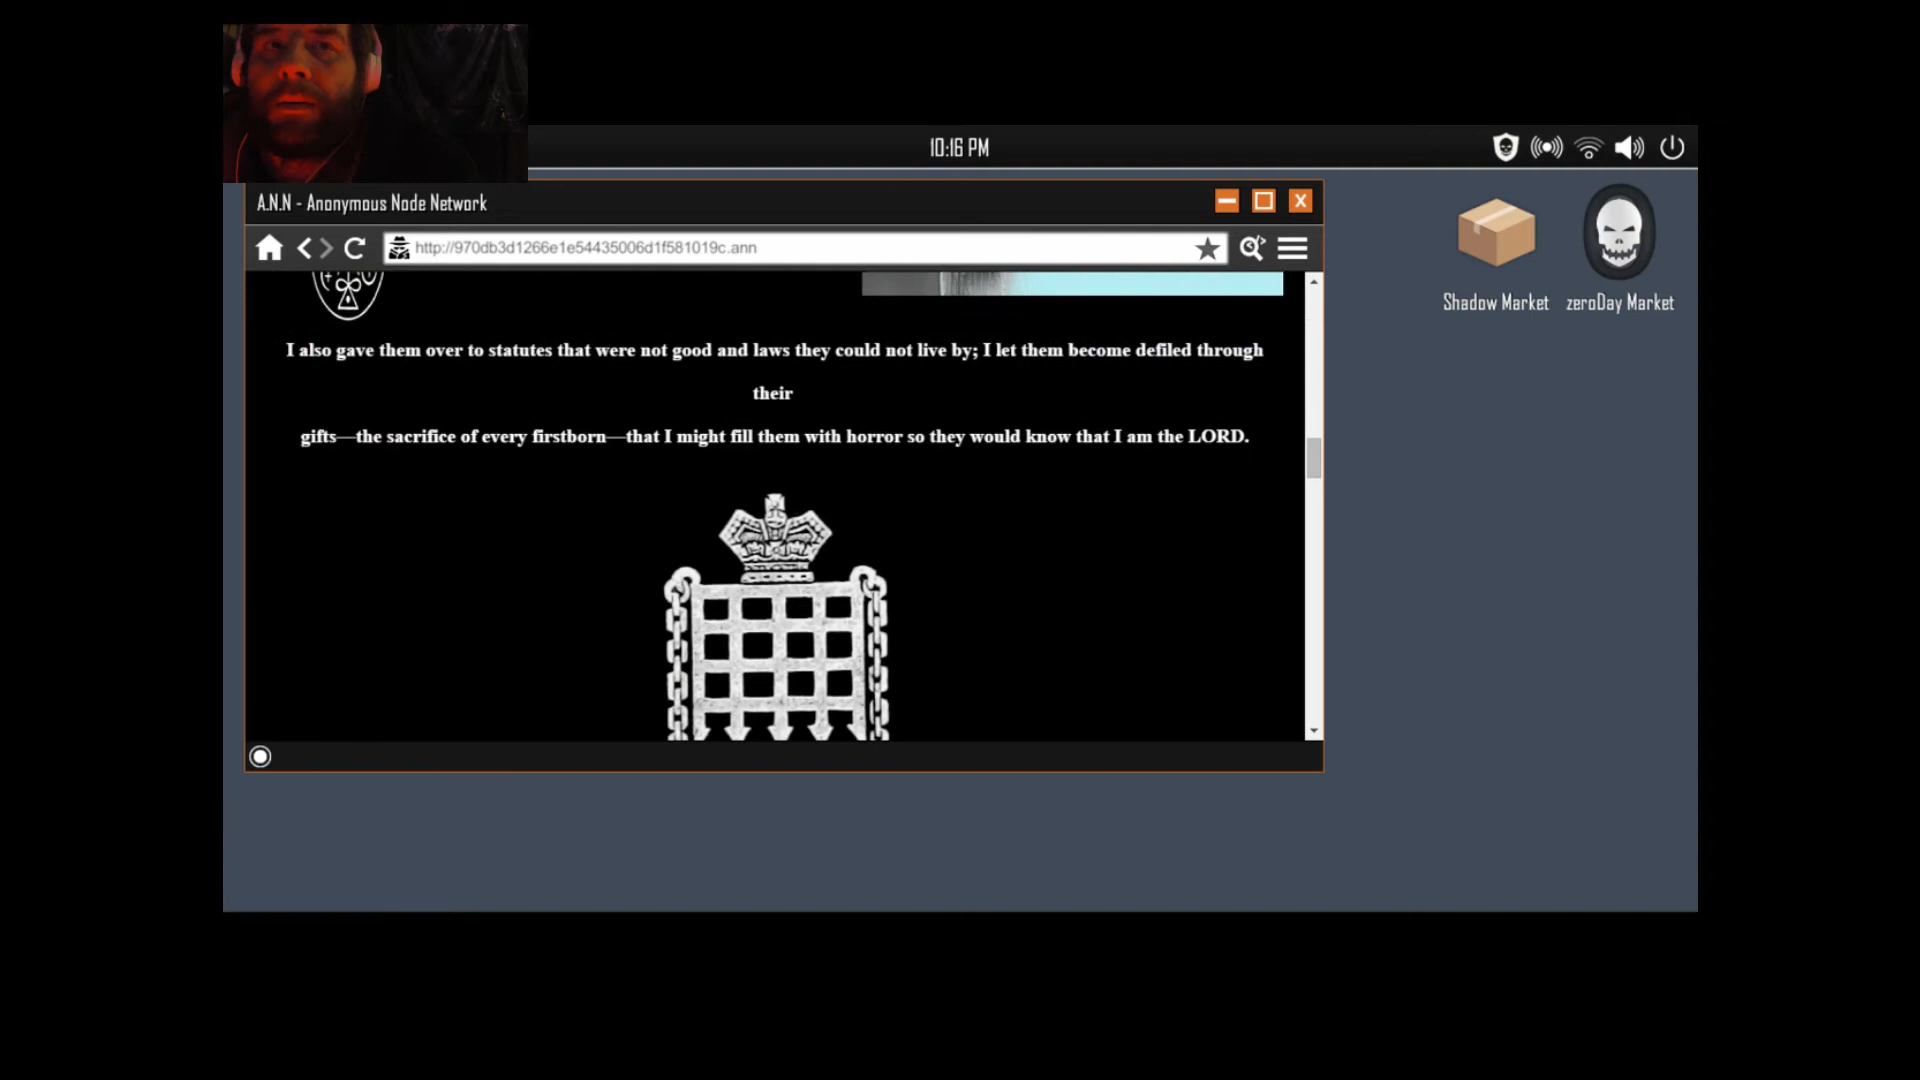 10:16 PM
A.N.N - Anonymous Node Network
http://970db3d1266e1e54435006d1f581019c.ann
Shadow Market
zeroDay Market
I also gave them over to statutes that were not good and laws they could not live by; I let them become defiled through
their
gifts—the sacrifice of every firstborn—that I might fill them with horror so they would know that I am the LORD.